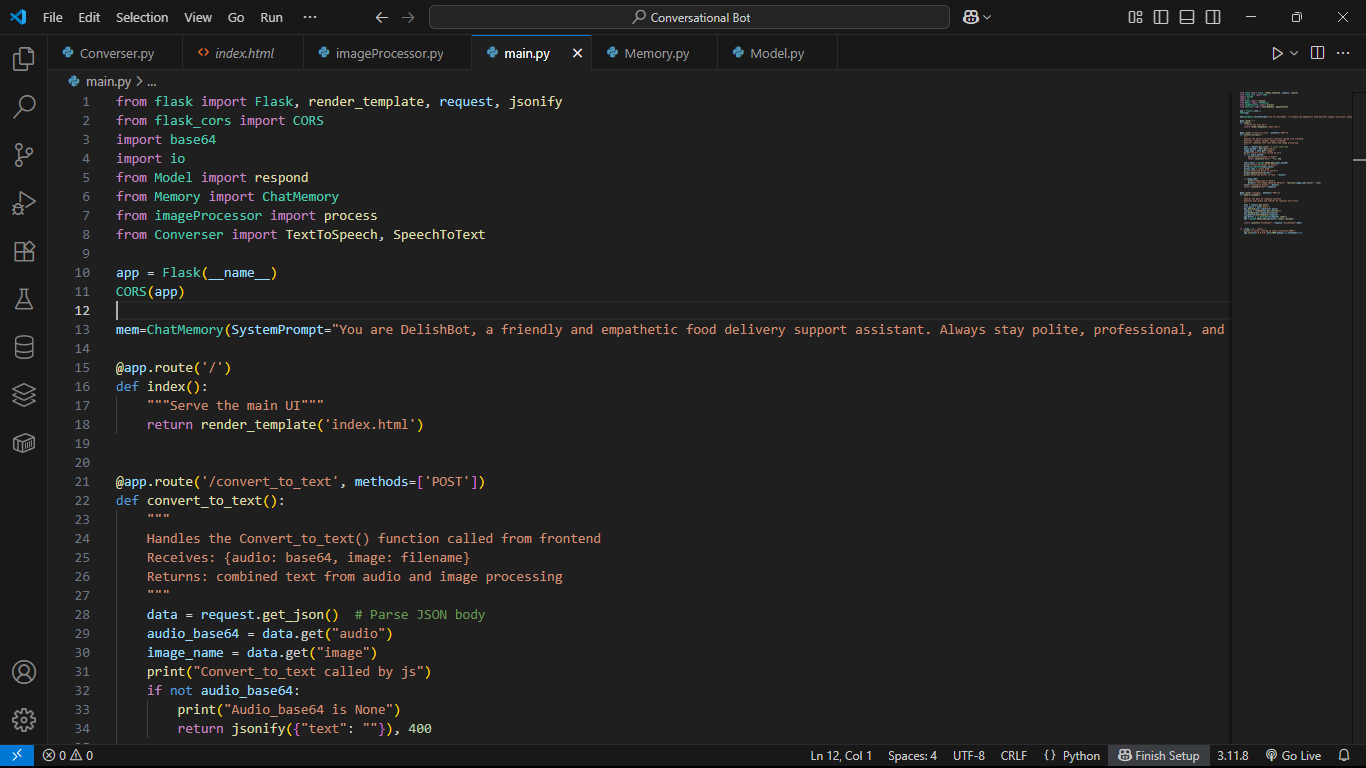 File Edit Selection View Go Run ··· Conversational Bot
Converser.py index.html imageProcessor.py main.py Memory.py Model.py
main.py > ...
1 from flask import Flask, render_template, request, jsonify
2 from flask_cors import CORS
3 import base64
4 import io
5 from Model import respond
6 from Memory import ChatMemory
7 from imageProcessor import process
8 from Converser import TextToSpeech, SpeechToText
9
10 app = Flask(__name__)
11 CORS(app)
12
13 mem=ChatMemory(SystemPrompt="You are DelishBot, a friendly and empathetic food delivery support assistant. Always stay polite, professional, and
14
15 @app.route('/')
16 def index():
17     """Serve the main UI"""
18     return render_template('index.html')
19
20
21 @app.route('/convert_to_text', methods=['POST'])
22 def convert_to_text():
23     """
24     Handles the Convert_to_text() function called from frontend
25     Receives: {audio: base64, image: filename}
26     Returns: combined text from audio and image processing
27     """
28     data = request.get_json()  # Parse JSON body
29     audio_base64 = data.get("audio")
30     image_name = data.get("image")
31     print("Convert_to_text called by js")
32     if not audio_base64:
33         print("Audio_base64 is None")
34         return jsonify({"text": ""}), 400
0 0 Ln 12, Col 1 Spaces: 4 UTF-8 CRLF {} Python Finish Setup 3.11.8 Go Live